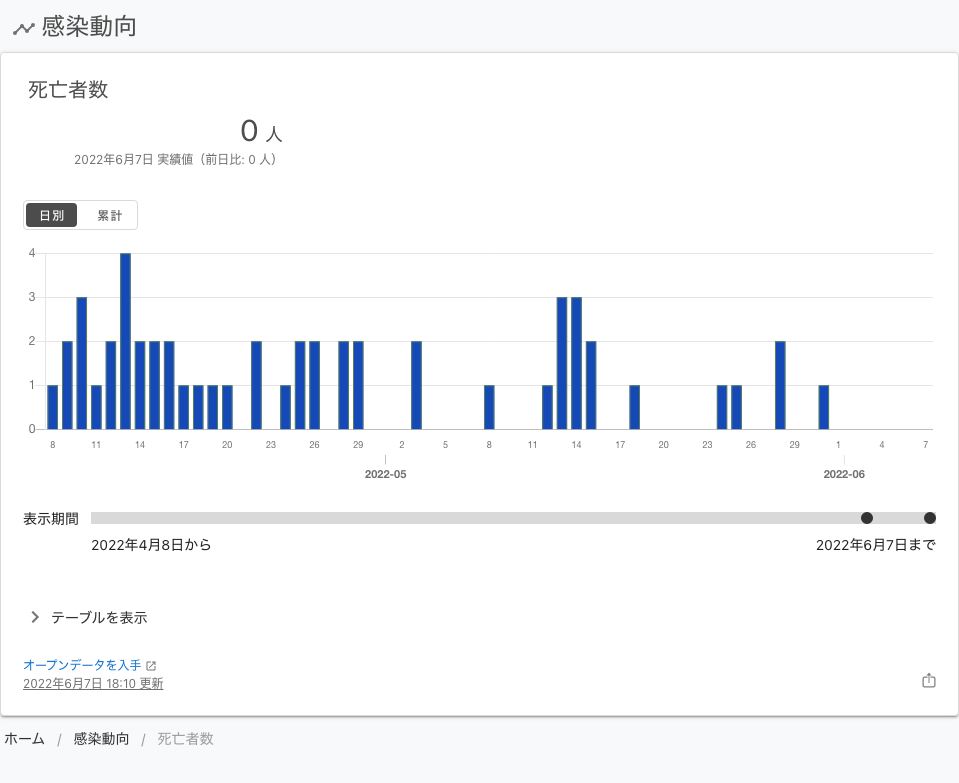 感染動向
死亡者数
0 人
2022年6月7日 実績値（前日比: 0 人）
日別 累計
4
3
2
1
0
8 11 14 17 20 23 26 29 2 5 8 11 14 17 20 23 26 29 1 4 7
2022-05 2022-06
表示期間
2022年4月8日から 2022年6月7日まで
テーブルを表示
オープンデータを入手
2022年6月7日 18:10 更新
ホーム / 感染動向 / 死亡者数